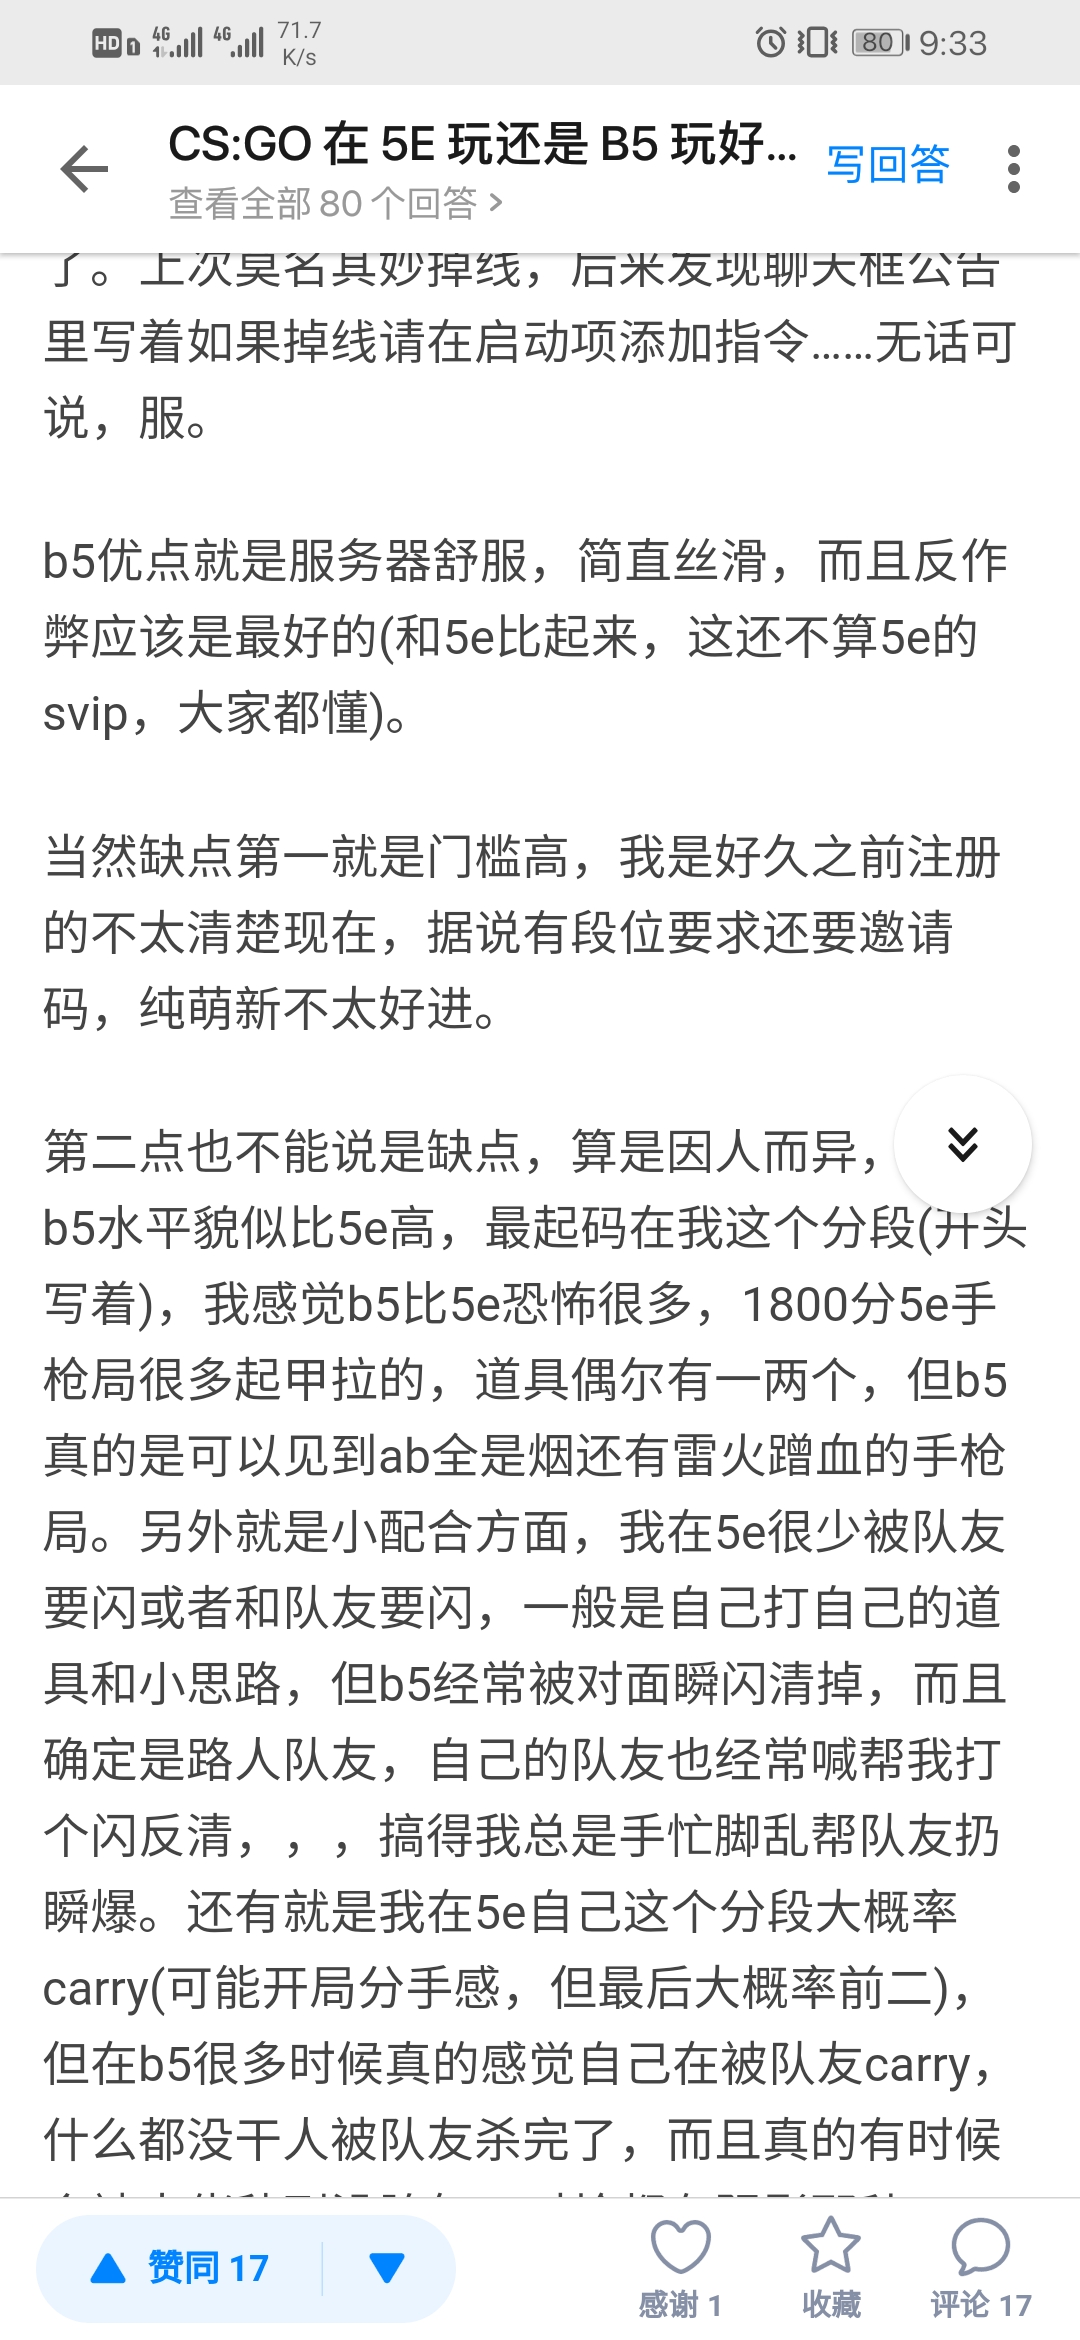 HD 1 4G 4G 71.7 K/s 80 9:33
CS:GO 在 5E 玩还是 B5 玩好...
写回答
查看全部 80 个回答 >
了。上次莫名其妙掉线，后来发现聊天框公告
里写着如果掉线请在启动项添加指令……无话可
说，服。
b5优点就是服务器舒服，简直丝滑，而且反作
弊应该是最好的(和5e比起来，这还不算5e的
svip，大家都懂)。
当然缺点第一就是门槛高，我是好久之前注册
的不太清楚现在，据说有段位要求还要邀请
码，纯萌新不太好进。
第二点也不能说是缺点，算是因人而异，
b5水平貌似比5e高，最起码在我这个分段(开头
写着)，我感觉b5比5e恐怖很多，1800分5e手
枪局很多起甲拉的，道具偶尔有一两个，但b5
真的是可以见到ab全是烟还有雷火蹭血的手枪
局。另外就是小配合方面，我在5e很少被队友
要闪或者和队友要闪，一般是自己打自己的道
具和小思路，但b5经常被对面瞬闪清掉，而且
确定是路人队友，自己的队友也经常喊帮我打
个闪反清，，，搞得我总是手忙脚乱帮队友扔
瞬爆。还有就是我在5e自己这个分段大概率
carry(可能开局分手感，但最后大概率前二)，
但在b5很多时候真的感觉自己在被队友carry，
什么都没干人被队友杀完了，而且真的有时候
赞同 17
感谢 1
收藏
评论 17